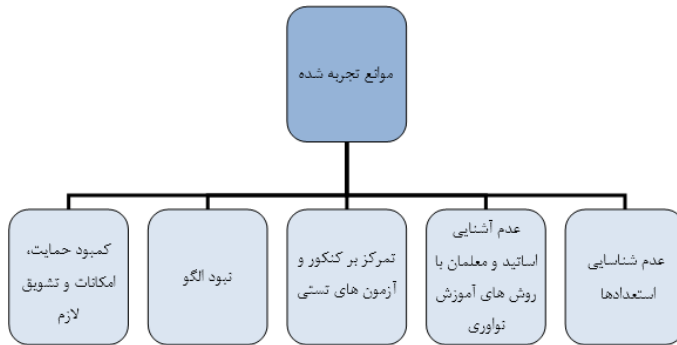 موانع تجربه شده
عدم شناسایی
استعدادها
عدم آشنایی
اساتید و معلمان با
روش های آموزش
نواوری
تمرکز بر کنکور و
آزمون های تستی
نبود الگو
کمبود حمایت،
امکانات و تشویق
لازم